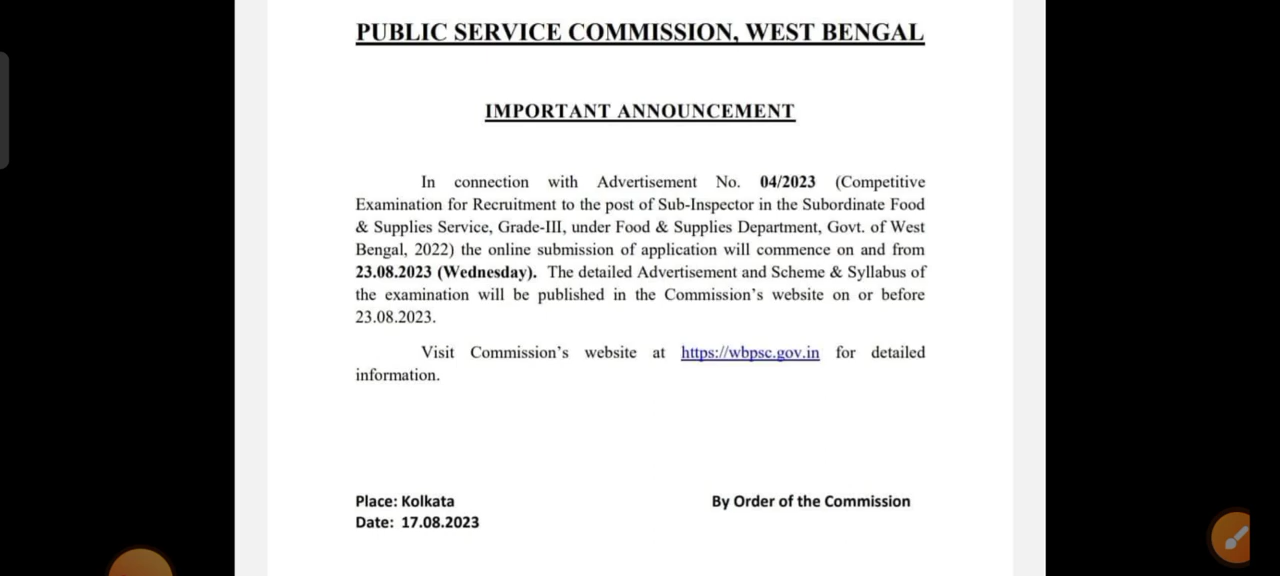 PUBLIC SERVICE COMMISSION, WEST BENGAL
IMPORTANT ANNOUNCEMENT
In connection with Advertisement No. 04/2023 (Competitive
Examination for Recruitment to the post of Sub-Inspector in the Subordinate Food
& Supplies Service, Grade-III, under Food & Supplies Department, Govt. of West
Bengal, 2022) the online submission of application will commence on and from
23.08.2023 (Wednesday). The detailed Advertisement and Scheme & Syllabus of
the examination will be published in the Commission’s website on or before
23.08.2023.
Visit Commission’s website at https://wbpsc.gov.in for detailed
information.
Place: Kolkata By Order of the Commission
Date: 17.08.2023